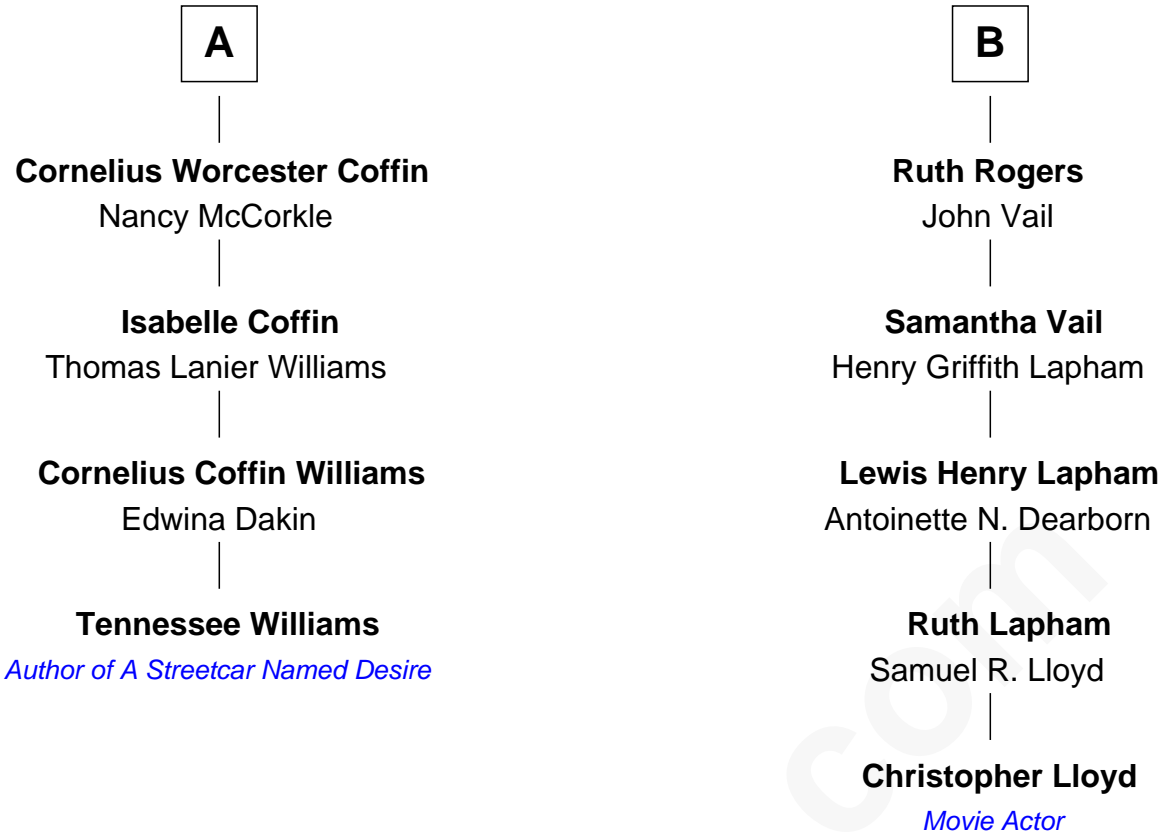 A
Cornelius Worcester Coffin
Nancy McCorkle
Isabelle Coffin
Thomas Lanier Williams
Cornelius Coffin Williams
Edwina Dakin
Tennessee Williams
Author of A Streetcar Named Desire
B
Ruth Rogers
John Vail
Samantha Vail
Henry Griffith Lapham
Lewis Henry Lapham
Antoinette N. Dearborn
Ruth Lapham
Samuel R. Lloyd
Christopher Lloyd
Movie Actor
com